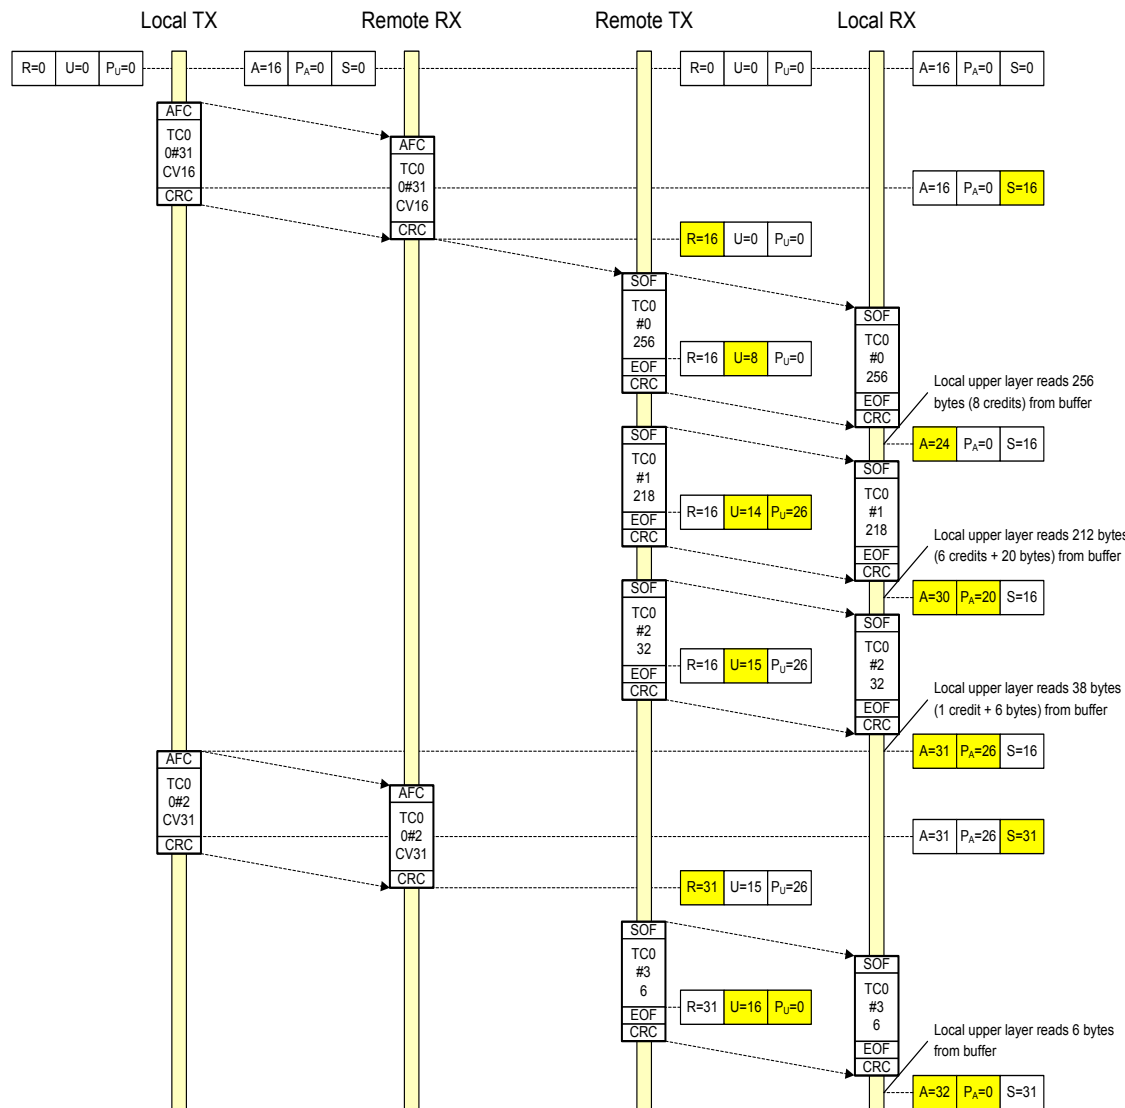 Local TX Remote RX Remote TX Local RX
R=0 U=0 PU=0 A=16 PA=0 S=0 R=0 U=0 PU=0 A=16 PA=0 S=0
AFC
TC0
0#31
CV16
CRC
AFC
TC0
0#31
CV16
CRC
A=16 PA=0 S=16
R=16 U=0 PU=0
SOF
TC0
#0
256
EOF
CRC
R=16 U=8 PU=0
SOF
TC0
#0
256
EOF
CRC
Local upper layer reads 256
bytes (8 credits) from buffer
A=24 PA=0 S=16
SOF
TC0
#1
218
EOF
CRC
R=16 U=14 PU=26
SOF
TC0
#1
218
EOF
CRC
Local upper layer reads 212 bytes
(6 credits + 20 bytes) from buffer
A=30 PA=20 S=16
SOF
TC0
#2
32
EOF
CRC
R=16 U=15 PU=26
SOF
TC0
#2
32
EOF
CRC
Local upper layer reads 38 bytes
(1 credit + 6 bytes) from buffer
A=31 PA=26 S=16
AFC
TC0
0#2
CV31
CRC
AFC
TC0
0#2
CV31
CRC
A=31 PA=26 S=31
R=31 U=15 PU=26
SOF
TC0
#3
6
EOF
CRC
R=31 U=16 PU=0
SOF
TC0
#3
6
EOF
CRC
Local upper layer reads 6 bytes
from buffer
A=32 PA=0 S=31